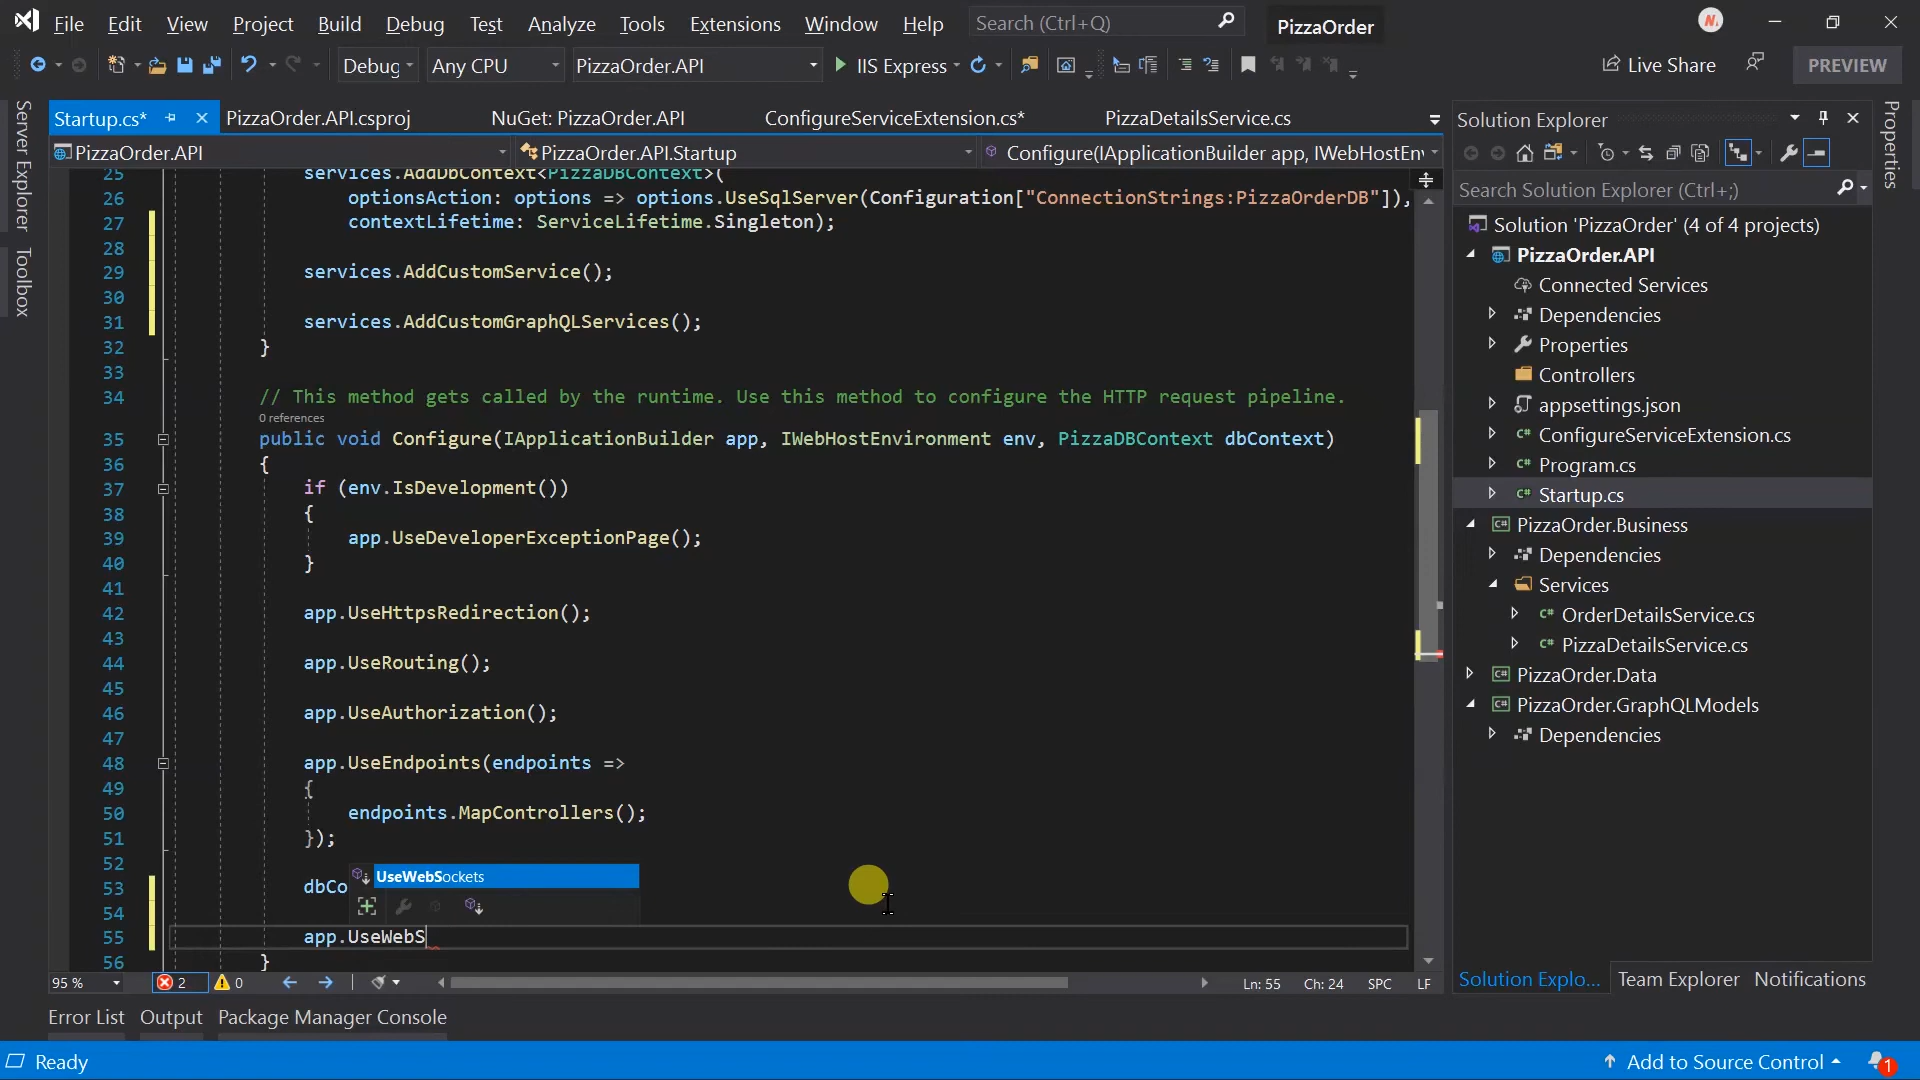 File Edit View Project Build Debug Test Analyze Tools Extensions Window Help Search (Ctrl+Q) PizzaOrder
Debug Any CPU PizzaOrder.API IIS Express Live Share PREVIEW
Server Explorer
Toolbox
Startup.cs* PizzaOrder.API.csproj NuGet: PizzaOrder.API ConfigureServiceExtension.cs* PizzaDetailsService.cs
PizzaOrder.API PizzaOrder.API.Startup Configure(IApplicationBuilder app, IWebHostEnv
25 services.AddDbContext<PizzaDBContext>(
26 optionsAction: options => options.UseSqlServer(Configuration["ConnectionStrings:PizzaOrderDB"]),
27 contextLifetime: ServiceLifetime.Singleton);
28
29 services.AddCustomService();
30
31 services.AddCustomGraphQLServices();
32 }
33
34 // This method gets called by the runtime. Use this method to configure the HTTP request pipeline.
0 references
35 public void Configure(IApplicationBuilder app, IWebHostEnvironment env, PizzaDBContext dbContext)
36 {
37 if (env.IsDevelopment())
38 {
39 app.UseDeveloperExceptionPage();
40 }
41
42 app.UseHttpsRedirection();
43
44 app.UseRouting();
45
46 app.UseAuthorization();
47
48 app.UseEndpoints(endpoints =>
49 {
50 endpoints.MapControllers();
51 });
52
UseWebSockets
53 dbCo
54
55 app.UseWebS
56 }
95 % 2 0 Ln: 55 Ch: 24 SPC LF
Solution Explorer
Search Solution Explorer (Ctrl+;)
Solution 'PizzaOrder' (4 of 4 projects)
PizzaOrder.API
Connected Services
Dependencies
Properties
Controllers
appsettings.json
ConfigureServiceExtension.cs
Program.cs
Startup.cs
PizzaOrder.Business
Dependencies
Services
OrderDetailsService.cs
PizzaDetailsService.cs
PizzaOrder.Data
PizzaOrder.GraphQLModels
Dependencies
Solution Explo... Team Explorer Notifications
Properties
Error List Output Package Manager Console
Ready Add to Source Control 1